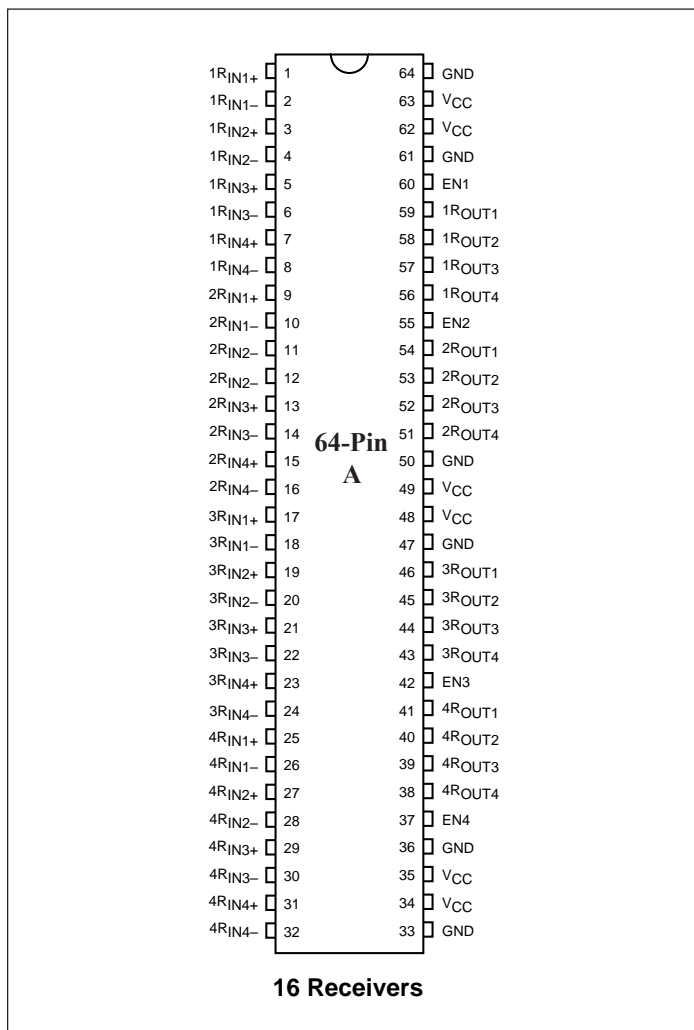 1RIN1+ 1 64 GND
1RIN1– 2 63 VCC
1RIN2+ 3 62 VCC
1RIN2– 4 61 GND
1RIN3+ 5 60 EN1
1RIN3– 6 59 1ROUT1
1RIN4+ 7 58 1ROUT2
1RIN4– 8 57 1ROUT3
2RIN1+ 9 56 1ROUT4
2RIN1– 10 55 EN2
2RIN2- 11 54 2ROUT1
2RIN2– 12 53 2ROUT2
2RIN3+ 13 52 2ROUT3
2RIN3– 14 51 2ROUT4
64-Pin
2RIN4+ 15 50 GND
A
2RIN4– 16 49 VCC
3RIN1+ 17 48 VCC
3RIN1– 18 47 GND
3RIN2+ 19 46 3ROUT1
3RIN2– 20 45 3ROUT2
3RIN3+ 21 44 3ROUT3
3RIN3– 22 43 3ROUT4
3RIN4+ 23 42 EN3
3RIN4– 24 41 4ROUT1
4RIN1+ 25 40 4ROUT2
4RIN1– 26 39 4ROUT3
4RIN2+ 27 38 4ROUT4
4RIN2– 28 37 EN4
4RIN3+ 29 36 GND
4RIN3– 30 35 VCC
4RIN4+ 31 34 VCC
4RIN4– 32 33 GND
16 Receivers